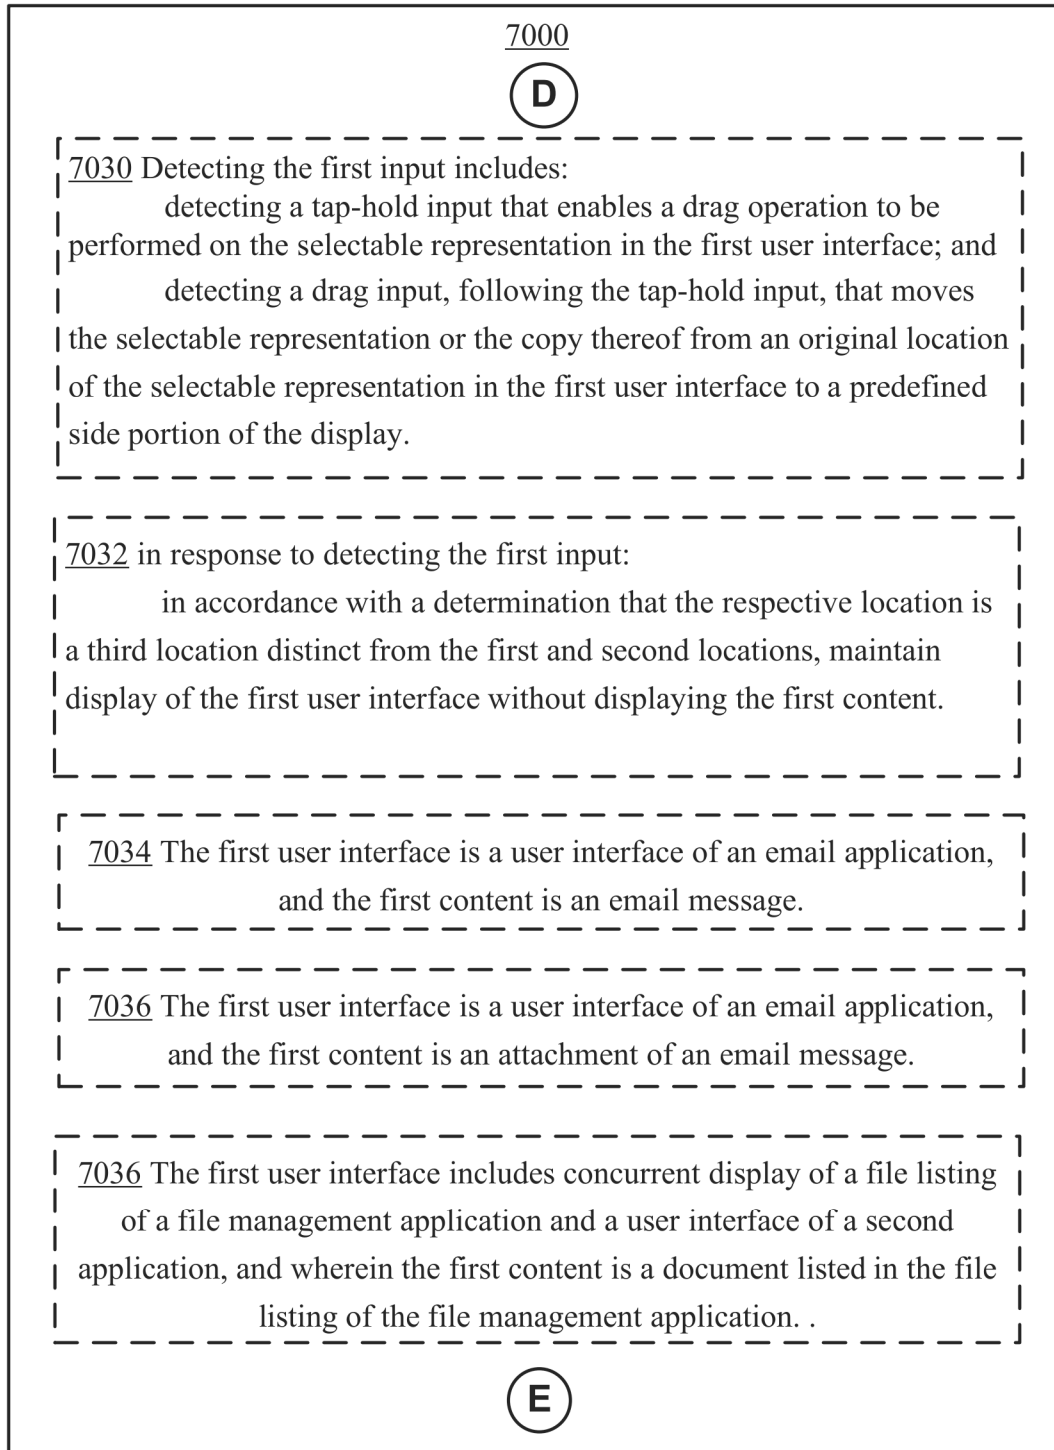 7000
D
7030 Detecting the first input includes:
detecting a tap-hold input that enables a drag operation to be
performed on the selectable representation in the first user interface; and
detecting a drag input, following the tap-hold input, that moves
the selectable representation or the copy thereof from an original location
of the selectable representation in the first user interface to a predefined
side portion of the display.
7032 in response to detecting the first input:
in accordance with a determination that the respective location is
a third location distinct from the first and second locations, maintain
display of the first user interface without displaying the first content.
7034 The first user interface is a user interface of an email application,
and the first content is an email message.
7036 The first user interface is a user interface of an email application,
and the first content is an attachment of an email message.
7036 The first user interface includes concurrent display of a file listing
of a file management application and a user interface of a second
application, and wherein the first content is a document listed in the file
listing of the file management application. .
E